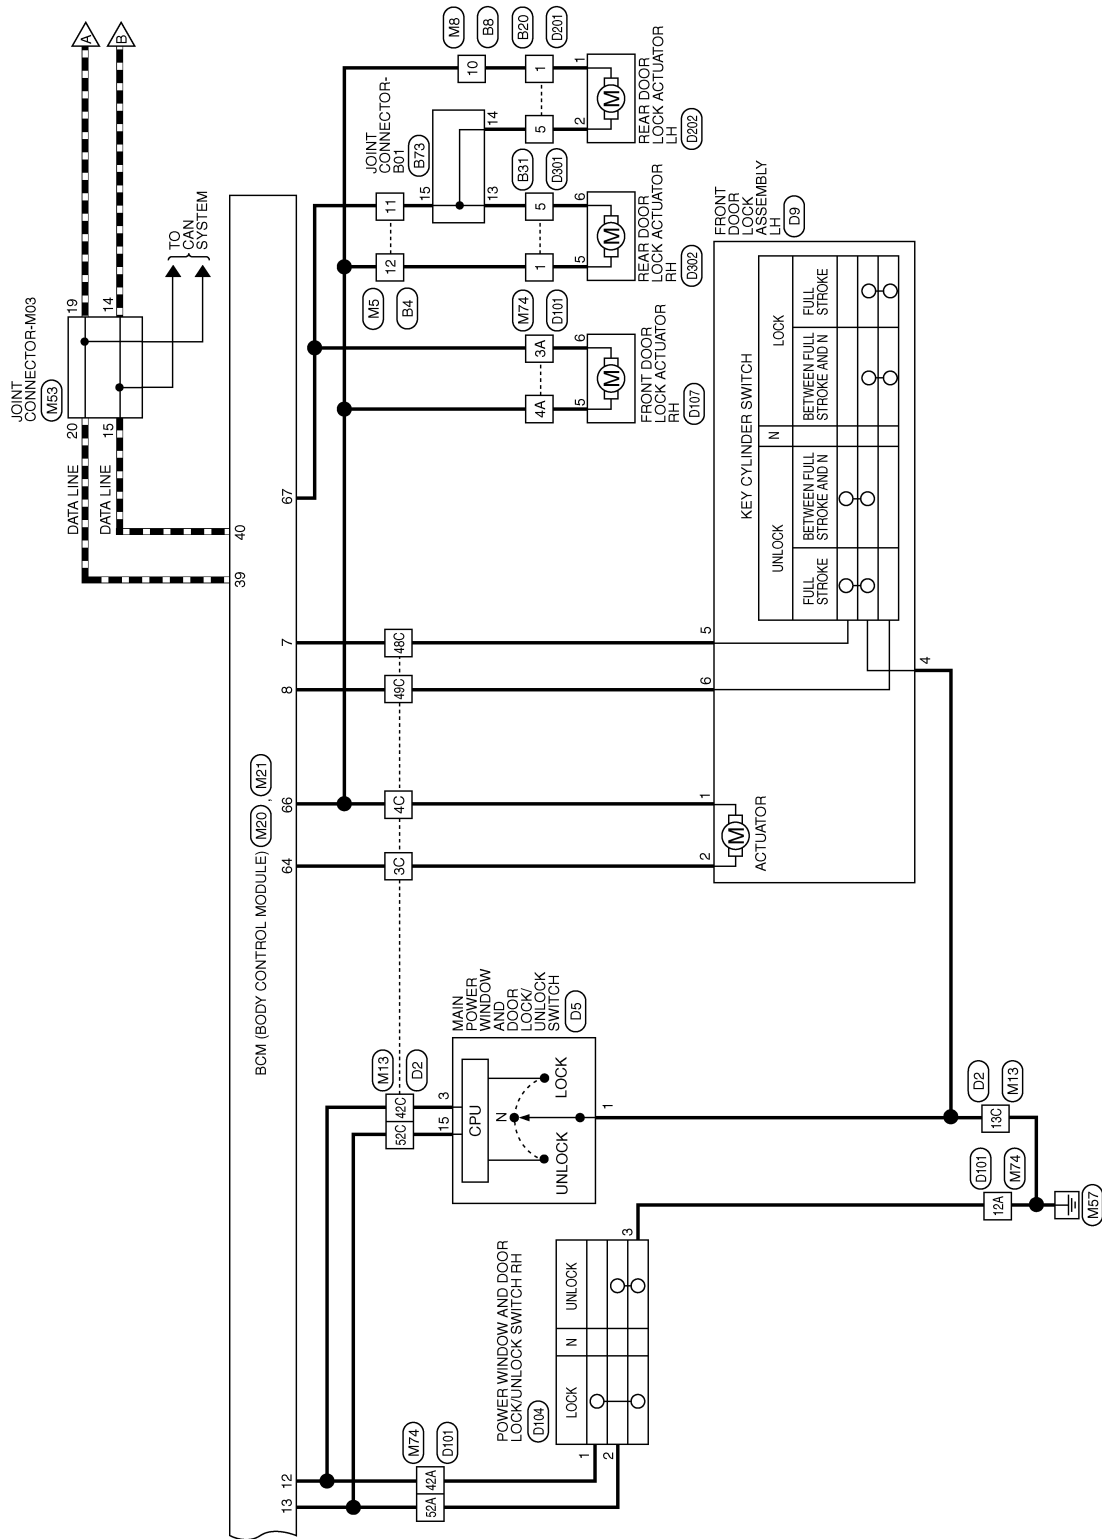 JOINT
CONNECTOR-M03
M53
20
19
15
14
DATA LINE
DATA LINE
A
B
TO
CAN
SYSTEM
39
40
BCM (BODY CONTROL MODULE)
M20
,
M21
13
12
64
66
8
7
67
M74
D101
52A
42A
POWER WINDOW AND DOOR
LOCK/UNLOCK SWITCH RH
D104
LOCK
N
UNLOCK
1
2
3
M13
D2
52C
42C
3C
4C
49C
48C
15
3
MAIN
POWER
WINDOW
AND
DOOR
LOCK/
UNLOCK
SWITCH
D5
CPU
N
UNLOCK
LOCK
1
D101
M74
12A
D2
M13
13C
M57
2
1
6
5
4
M
ACTUATOR
FRONT
DOOR
LOCK
ASSEMBLY
LH
D9
KEY CYLINDER SWITCH
UNLOCK
N
LOCK
FULL
STROKE
BETWEEN FULL
STROKE AND N
BETWEEN FULL
STROKE AND N
FULL
STROKE
M74
D101
4A
3A
5
6
M
FRONT DOOR
LOCK ACTUATOR
RH
D107
M5
B4
12
11
JOINT
CONNECTOR-
B01
B73
15
13
14
B31
D301
1
5
5
6
M
REAR DOOR
LOCK ACTUATOR
RH
D302
M8
B8
10
B20
D201
5
1
2
1
M
REAR DOOR
LOCK ACTUATOR
LH
D202